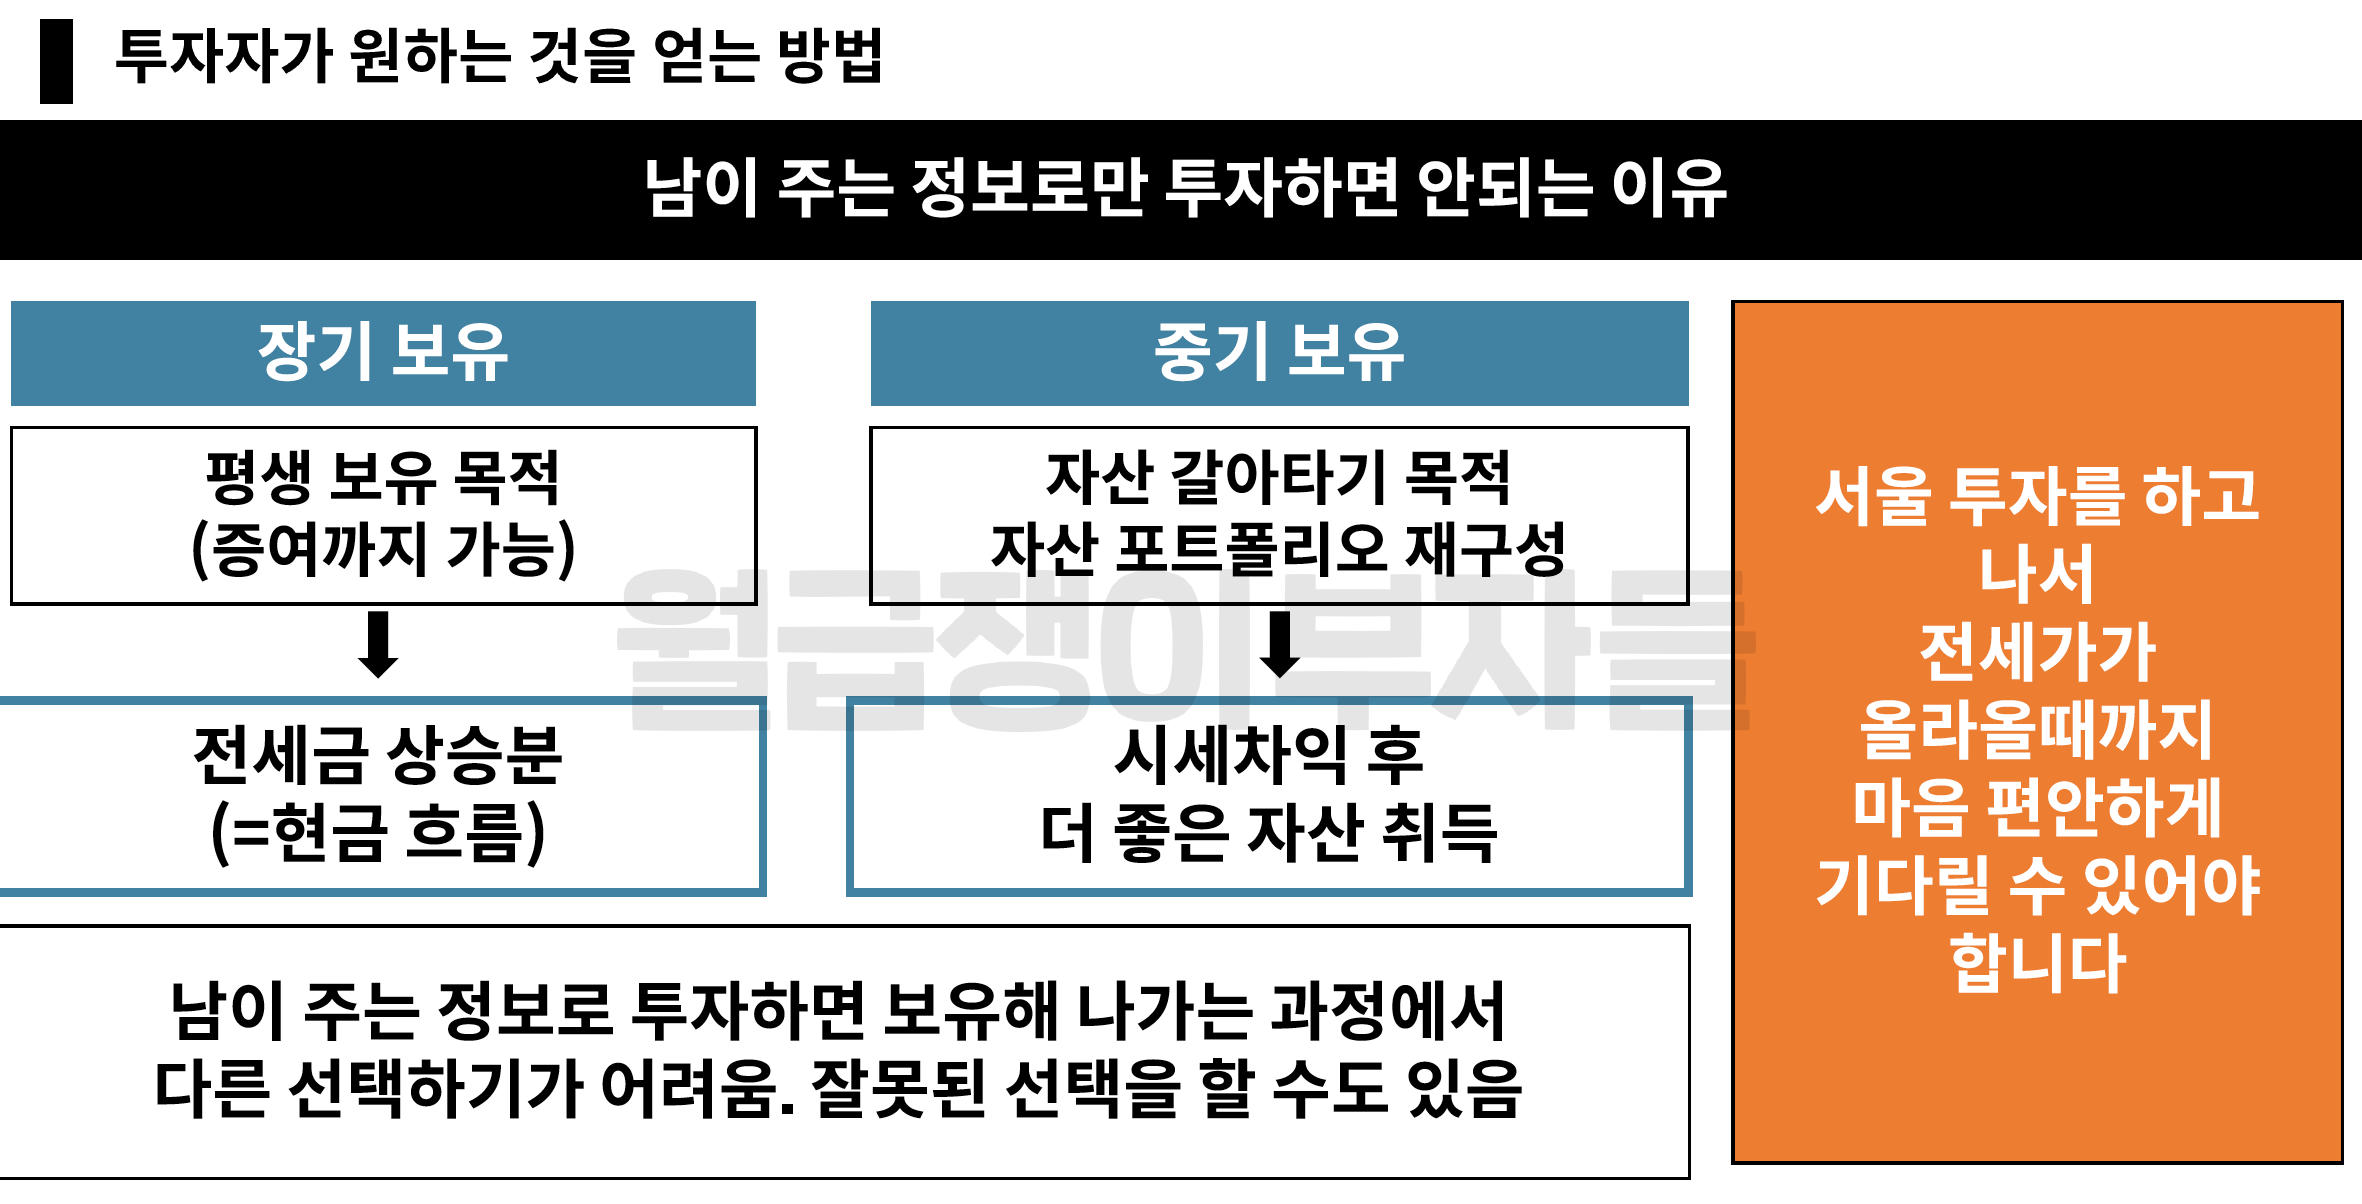 투자자가 원하는 것을 얻는 방법
남이 주는 정보로만 투자하면 안되는 이유
장기 보유
평생 보유 목적
(증여까지 가능)
전세금 상승분
(=현금 흐름)
중기 보유
자산 갈아타기 목적
자산 포트폴리오 재구성
시세차익 후
더 좋은 자산 취득
남이 주는 정보로 투자하면 보유해 나가는 과정에서
다른 선택하기가 어려움. 잘못된 선택을 할 수도 있음
서울 투자를 하고
나서
전세가가
올라올때까지
마음 편안하게
기다릴 수 있어야
합니다
월급쟁이부자들